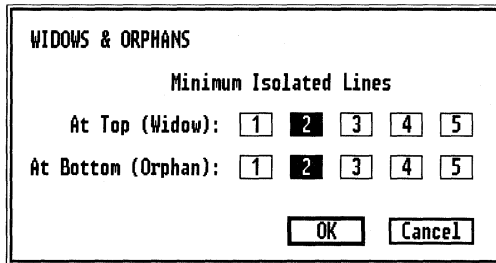 WIDOWS & ORPHANS
Minimum Isolated Lines
At Top (Widow): 1 2 3 4 5
At Bottom (Orphan): 1 2 3 4 5
OK Cancel